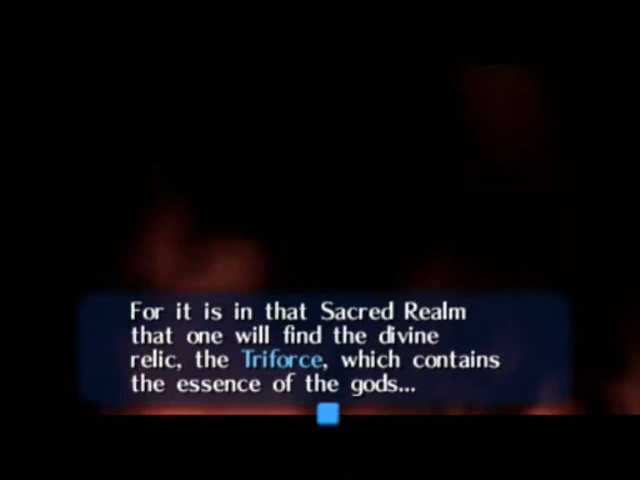 For it is in that Sacred Realm
that one will find the divine
relic, the Triforce, which contains
the essence of the gods...